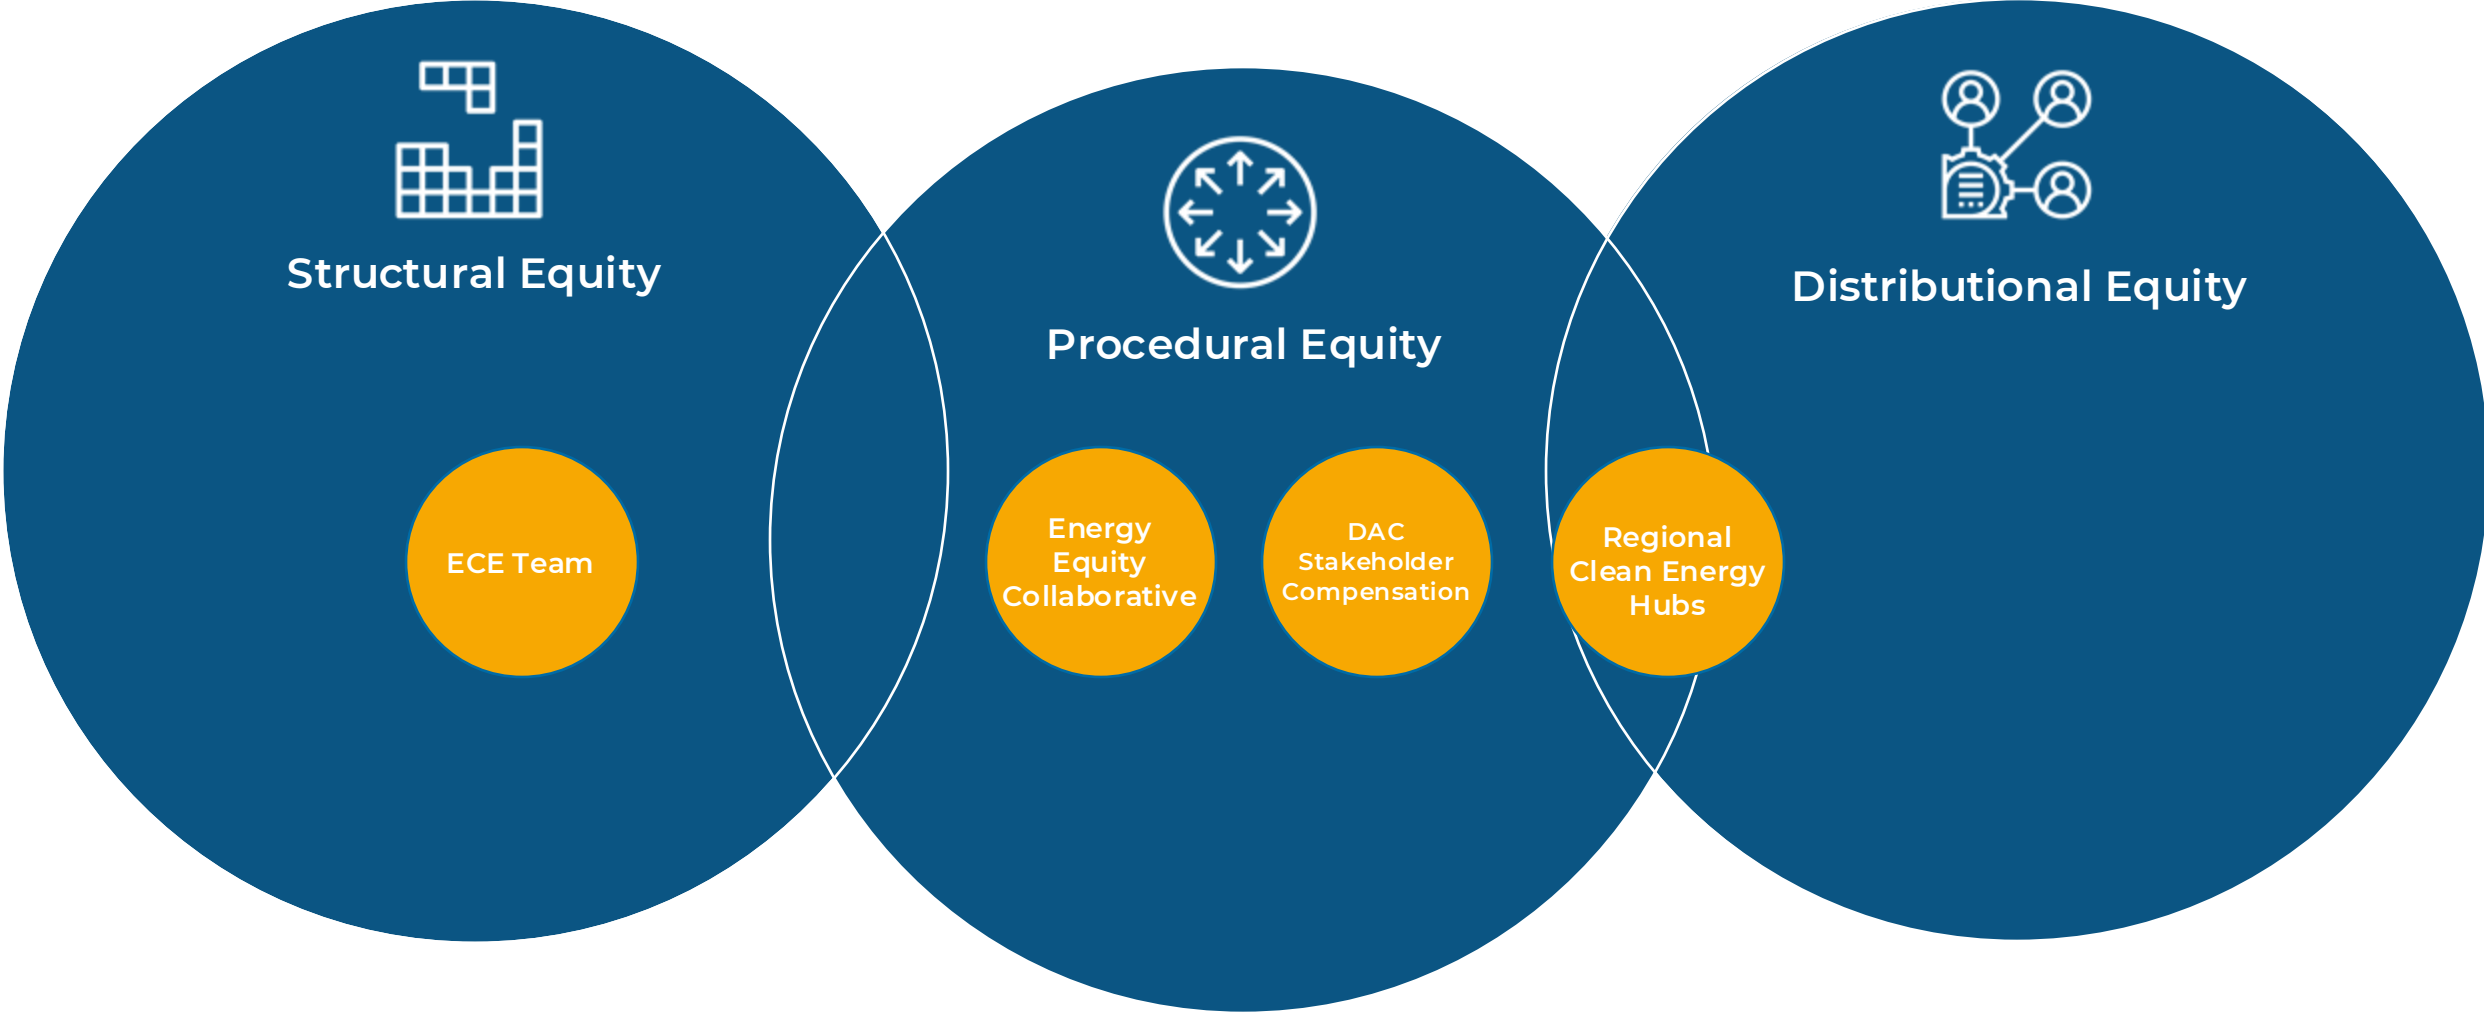 Structural Equity
Procedural Equity
Distributional Equity
ECE Team
Energy
Equity
Collaborative
DAC
Stakeholder
Compensation
Regional
Clean Energy
Hubs